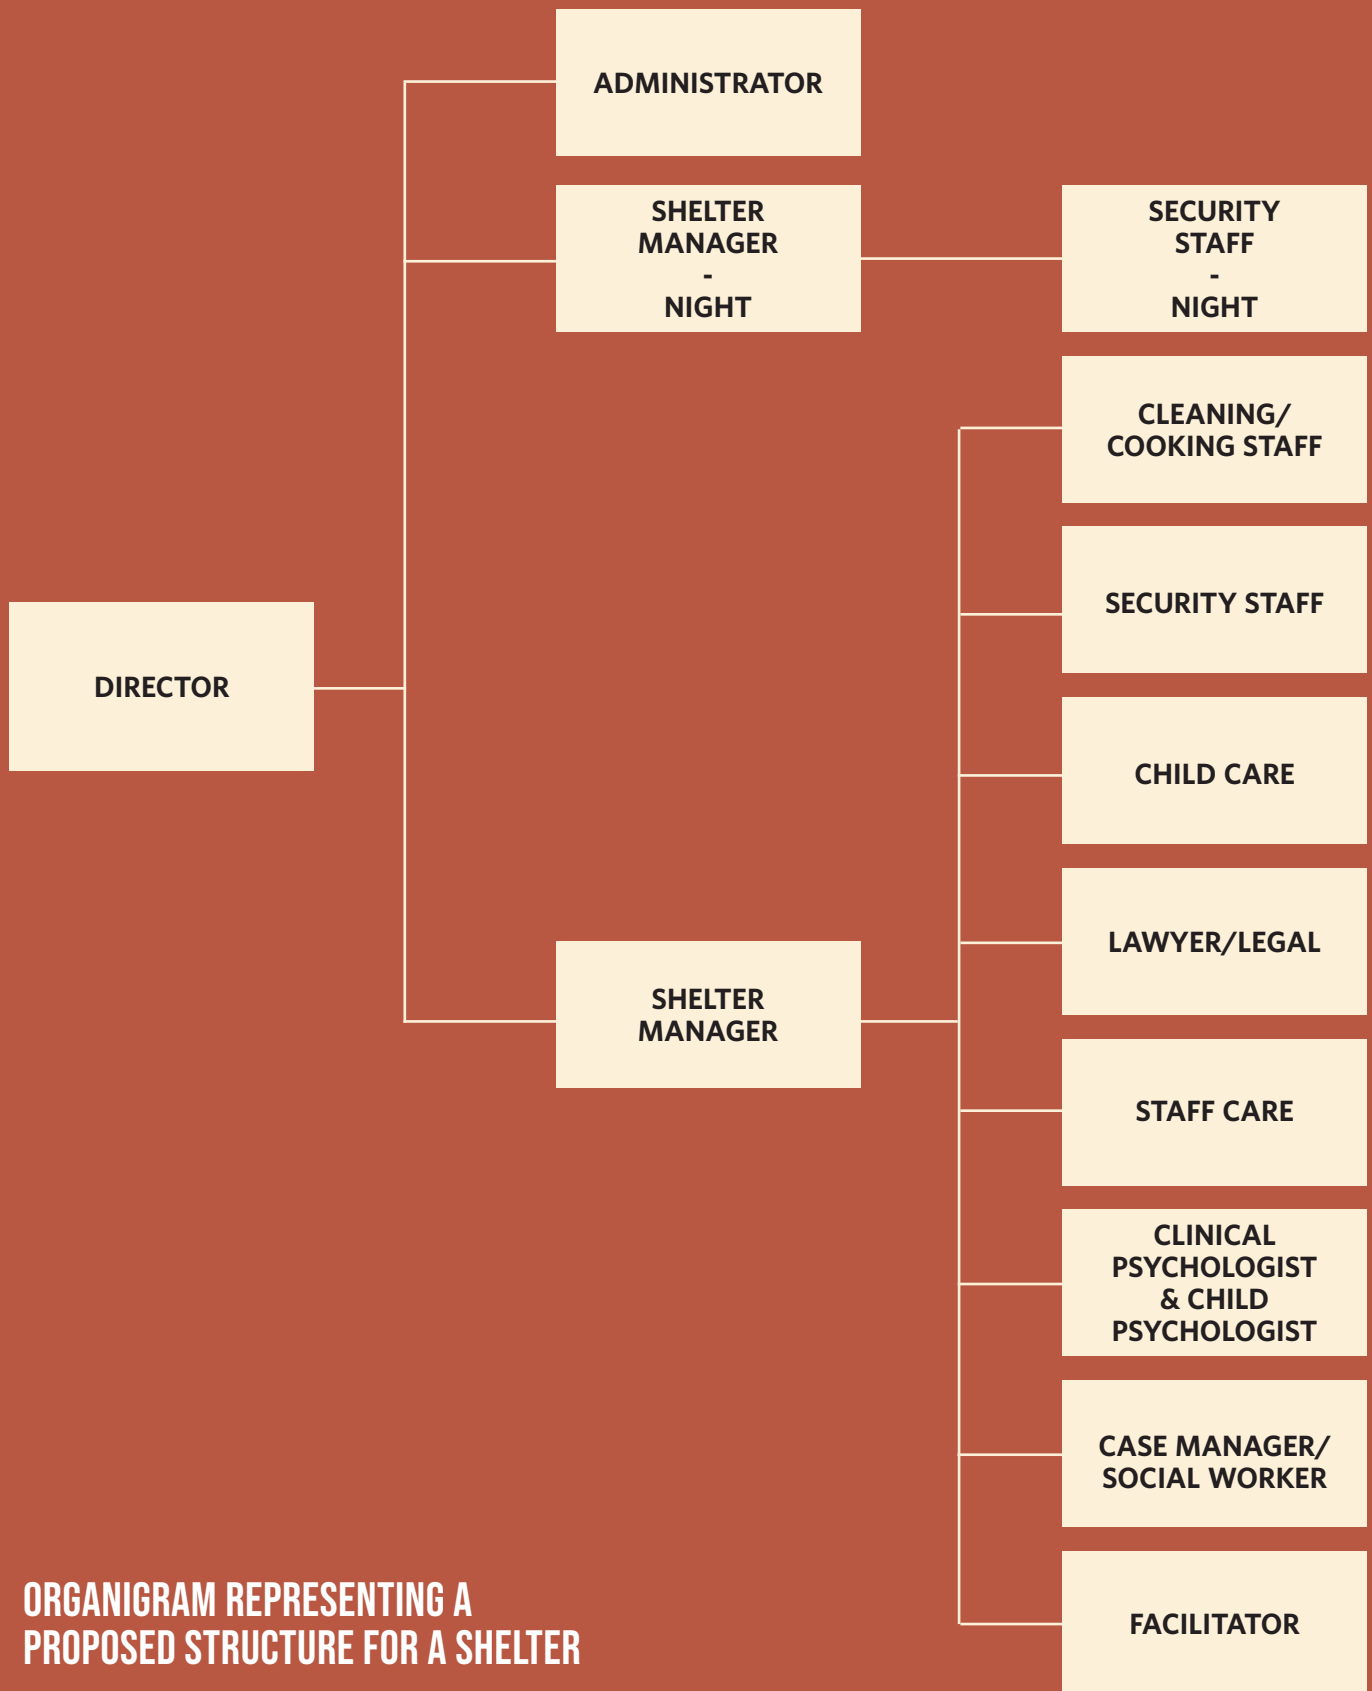 ADMINISTRATOR
SHELTER
MANAGER
-
NIGHT
SECURITY
STAFF
-
NIGHT
CLEANING/
COOKING STAFF
SECURITY STAFF
DIRECTOR
CHILD CARE
LAWYER/LEGAL
SHELTER
MANAGER
STAFF CARE
CLINICAL
PSYCHOLOGIST
& CHILD
PSYCHOLOGIST
CASE MANAGER/
SOCIAL WORKER
FACILITATOR
ORGANIGRAM REPRESENTING A
PROPOSED STRUCTURE FOR A SHELTER